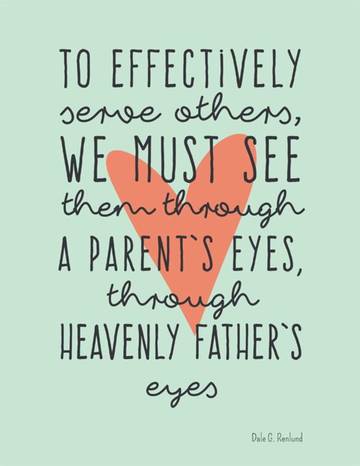 TO EFFECTIVELY
serve others,
WE MUST SEE
them through
A PARENT`S EYES,
through
HEAVENLY FATHER`S
eyes
Dale G. Renlund